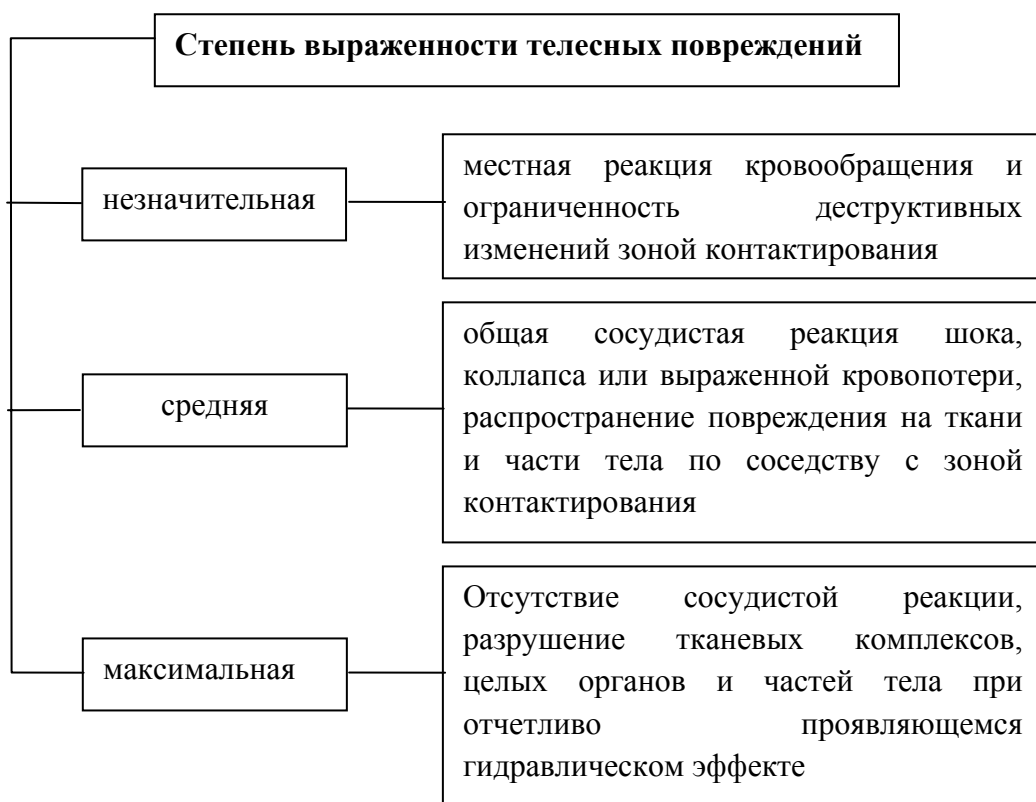 Степень выраженности телесных повреждений
незначительная
местная реакция кровообращения и
ограниченность деструктивных
изменений зоной контактирования
средняя
общая сосудистая реакция шока,
коллапса или выраженной кровопотери,
распространение повреждения на ткани
и части тела по соседству с зоной
контактирования
максимальная
Отсутствие сосудистой реакции,
разрушение тканевых комплексов,
целых органов и частей тела при
отчетливо проявляющемся
гидравлическом эффекте